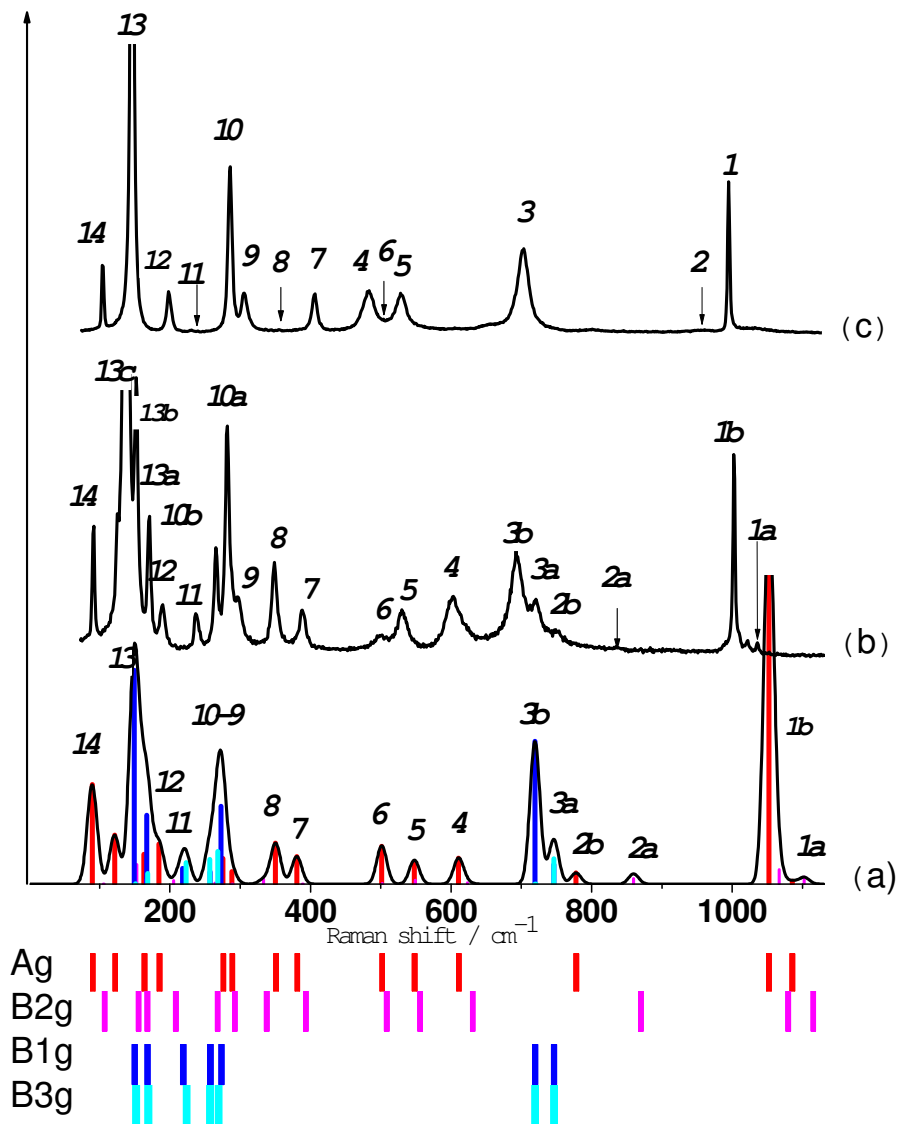 13
10
1
3
14
12
11
9
8
7
4
6
5
2
(c)
13c
13b
10a
1b
13a
14
10b
12
11
9
8
7
6
5
4
3b
3a
2b
2a
1a
(b)
13
10-9
14
12
11
8
7
6
5
4
3b
3a
2b
2a
1b
1a
(a)
200 400 600 800 1000
Raman shift / cm-1
Ag
B2g
B1g
B3g